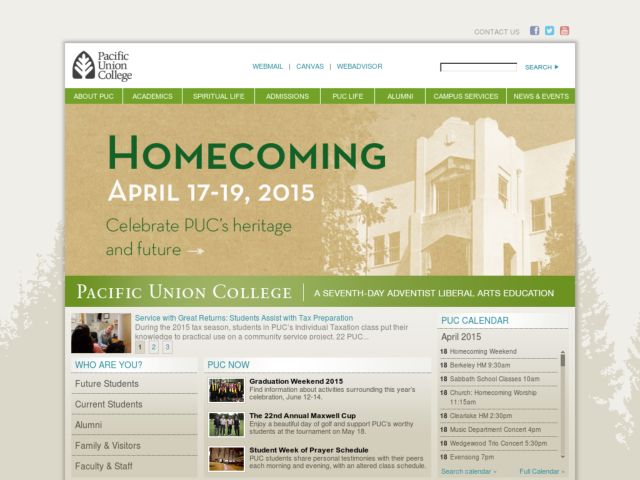 CONTACT US
Pacific
Union
College
WEBMAIL | CANVAS | WEBADVISOR
SEARCH
ABOUT PUC
ACADEMICS
SPIRITUAL LIFE
ADMISSIONS
PUC LIFE
ALUMNI
CAMPUS SERVICES
NEWS & EVENTS
HOMECOMING
APRIL 17-19, 2015
Celebrate PUC's heritage
and future →
PACIFIC UNION COLLEGE | A SEVENTH-DAY ADVENTIST LIBERAL ARTS EDUCATION
Service with Great Returns: Students Assist with Tax Preparation
During the 2015 tax season, students in PUC's Individual Taxation class put their
knowledge to practical use on a community service project. 22 PUC...
1 2 3
WHO ARE YOU?
Future Students
Current Students
Alumni
Family & Visitors
Faculty & Staff
PUC NOW
Graduation Weekend 2015
Find information about activities surrounding this year's
celebration, June 12-14.
The 22nd Annual Maxwell Cup
Enjoy a beautiful day of golf and support PUC's worthy
students at the tournament on May 18.
Student Week of Prayer Schedule
PUC students share personal testimonies with their peers
each morning and evening, with an altered class schedule.
PUC CALENDAR
April 2015
18 Homecoming Weekend
18 Berkeley HM 9:30am
18 Sabbath School Classes 10am
18 Church: Homecoming Worship
11:15am
18 Clearlake HM 2:30pm
18 Music Department Concert 4pm
18 Wedgewood Trio Concert 5:30pm
18 Evensong 7pm
Search calendar »
Full Calendar »